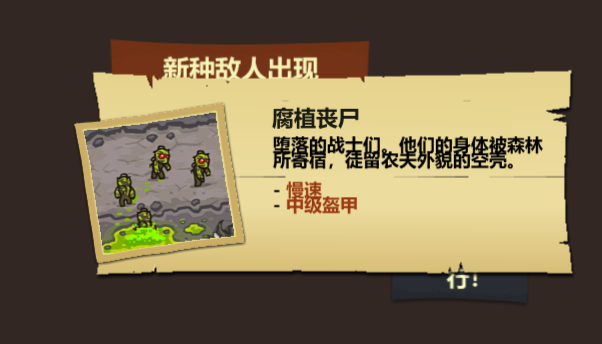 新种敌人出现
腐植丧尸
堕落的战士们。他们的身体被森林
所寄宿，徒留农夫外貌的空壳。
- 慢速
- 中级盔甲
行！